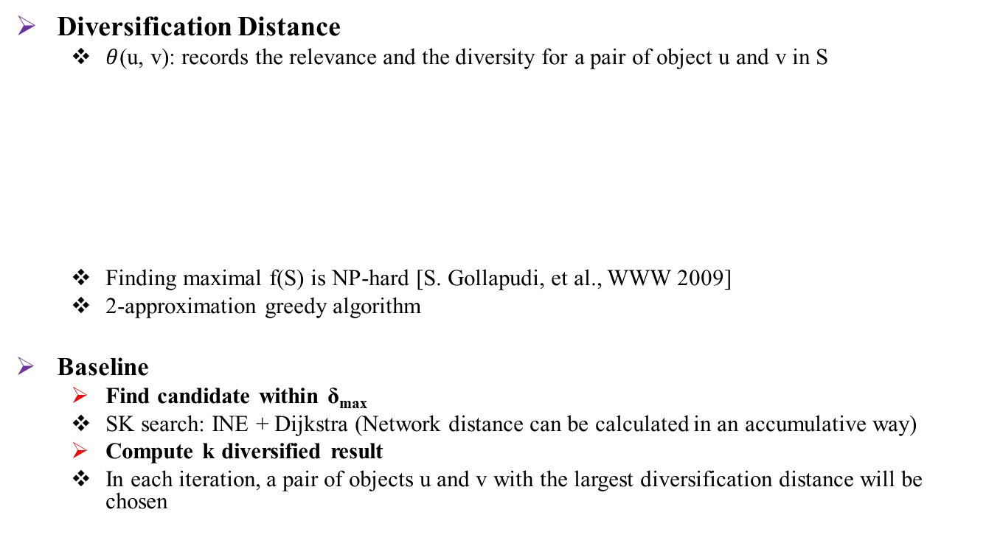 ➢ Diversification Distance
❖ θ(u, v): records the relevance and the diversity for a pair of object u and v in S
❖ Finding maximal f(S) is NP-hard [S. Gollapudi, et al., WWW 2009]
❖ 2-approximation greedy algorithm
➢ Baseline
➢ Find candidate within δmax
❖ SK search: INE + Dijkstra (Network distance can be calculated in an accumulative way)
➢ Compute k diversified result
❖ In each iteration, a pair of objects u and v with the largest diversification distance will be
chosen